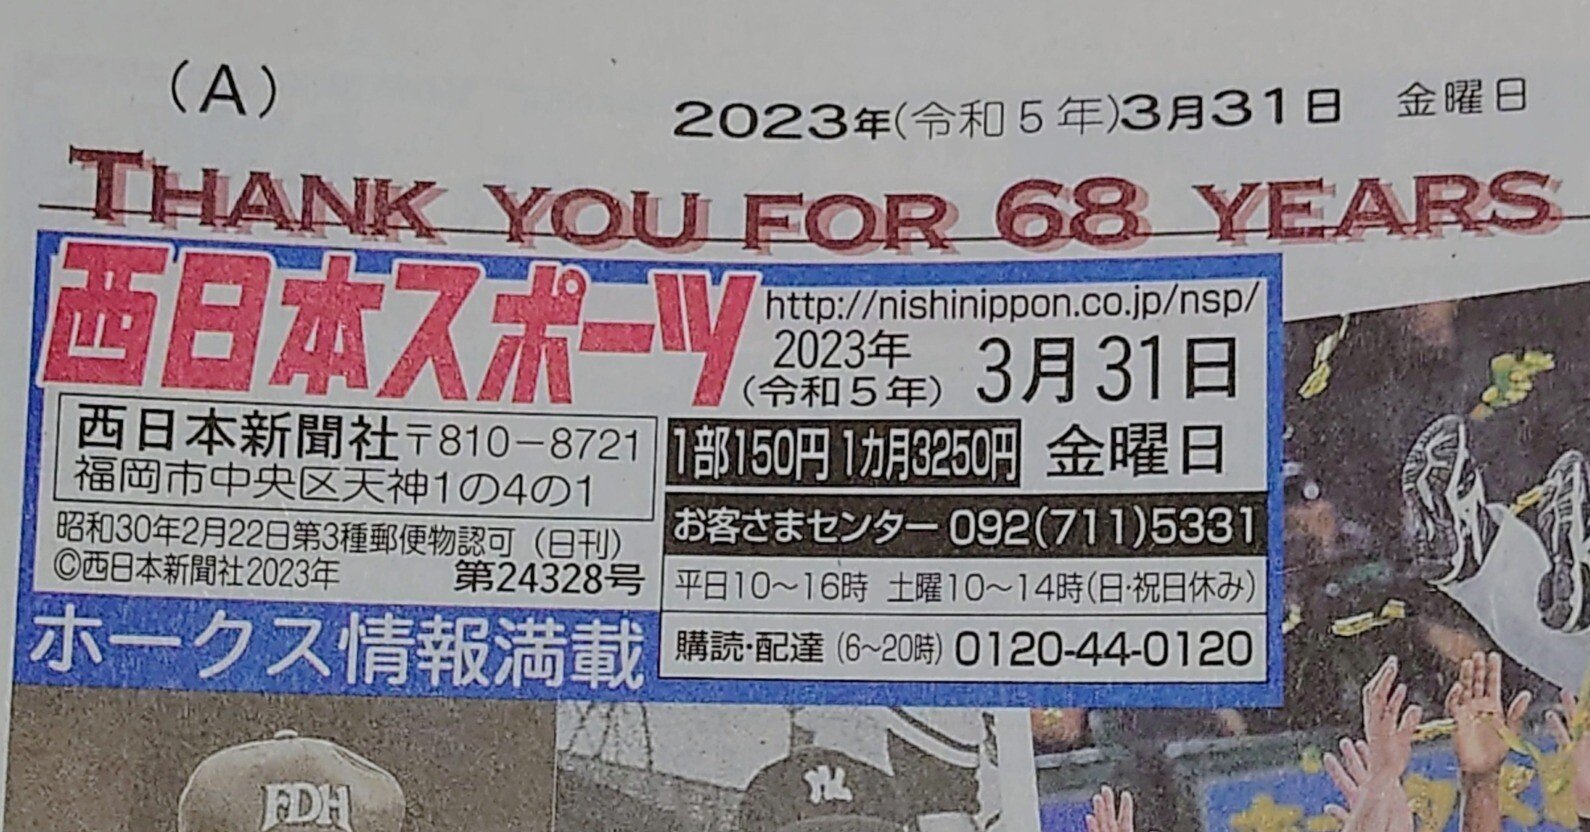 (A)
2023年(令和5年)3月31日 金曜日
THANK YOU FOR 68 YEARS
西日本スポーツ
http://nishinippon.co.jp/nsp/
2023年
(令和5年)
3月31日
金曜日
西日本新聞社〒810-8721
福岡市中央区天神1の4の1
1部150円 1カ月3250円
昭和30年2月22日第3種郵便物認可 (日刊)
©西日本新聞社2023年 第24328号
お客さまセンター 092(711)5331
平日10〜16時 土曜10〜14時(日・祝日休み)
購読・配達 (6〜20時) 0120-44-0120
ホークス情報満載
FDH
NY